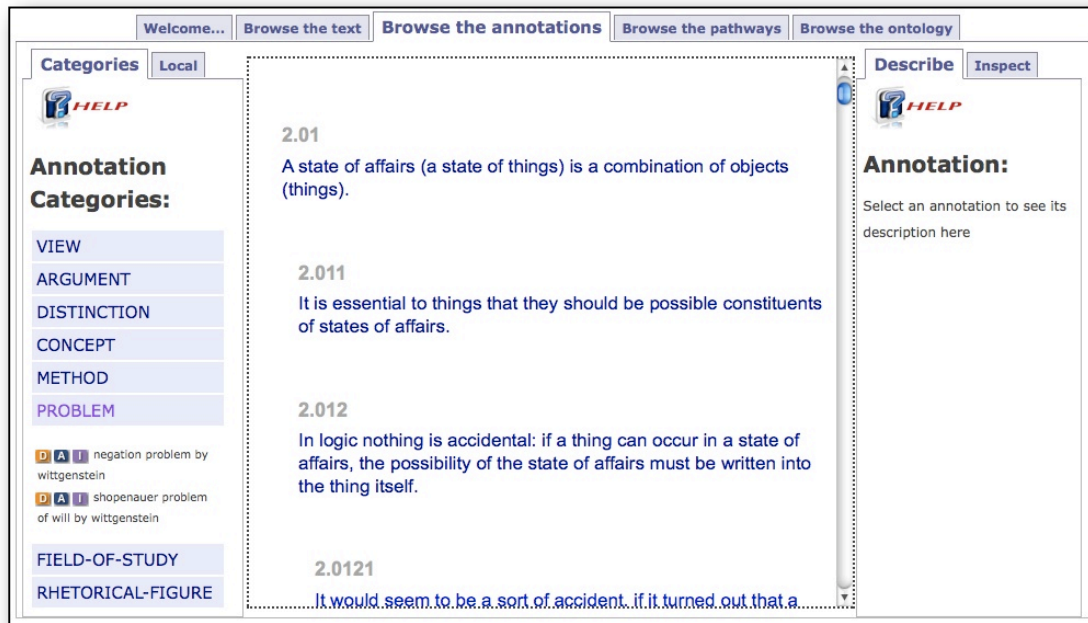 Welcome...
Browse the text
Browse the annotations
Browse the pathways
Browse the ontology
Categories
Local
HELP
Annotation
Categories:
VIEW
ARGUMENT
DISTINCTION
CONCEPT
METHOD
PROBLEM
D A I negation problem by
wittgenstein
D A I shopenauer problem
of will by wittgenstein
FIELD-OF-STUDY
RHETORICAL-FIGURE
2.01
A state of affairs (a state of things) is a combination of objects
(things).
2.011
It is essential to things that they should be possible constituents
of states of affairs.
2.012
In logic nothing is accidental: if a thing can occur in a state of
affairs, the possibility of the state of affairs must be written into
the thing itself.
2.0121
It would seem to be a sort of accident, if it turned out that a
Describe
Inspect
HELP
Annotation:
Select an annotation to see its
description here